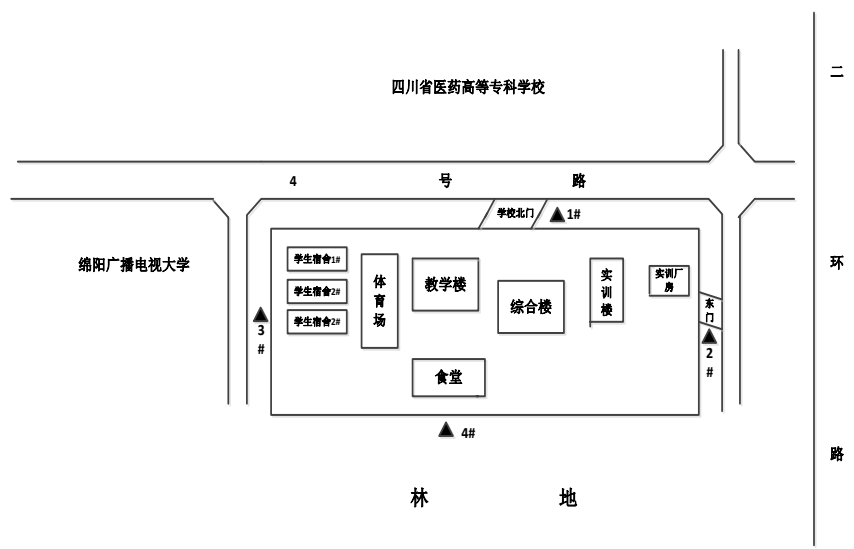 四川省医药高等专科学校
4 号 路
学校北门
1#
绵阳广播电视大学
学生宿舍1#
学生宿舍2#
学生宿舍2#
体育场
教学楼
综合楼
实训楼
实训厂
房
东门
食堂
3
#
2
#
4#
林 地
二环路